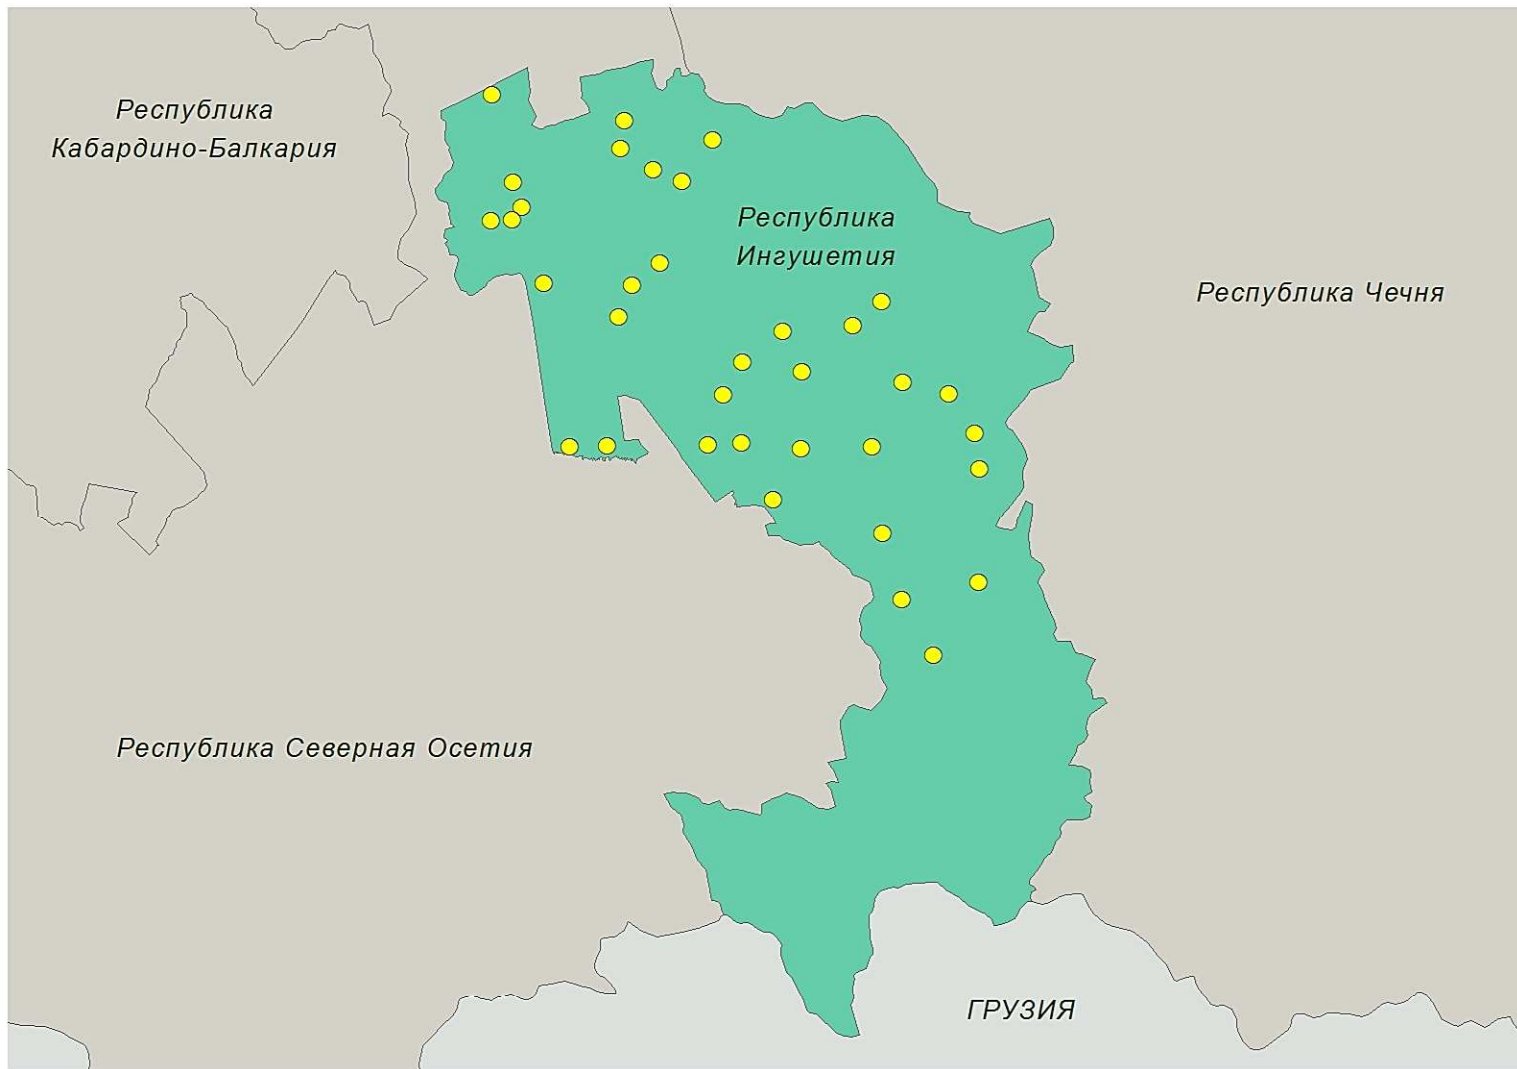 Республика
Кабардино-Балкария
Республика
Ингушетия
Республика Чечня
Республика Северная Осетия
ГРУЗИЯ